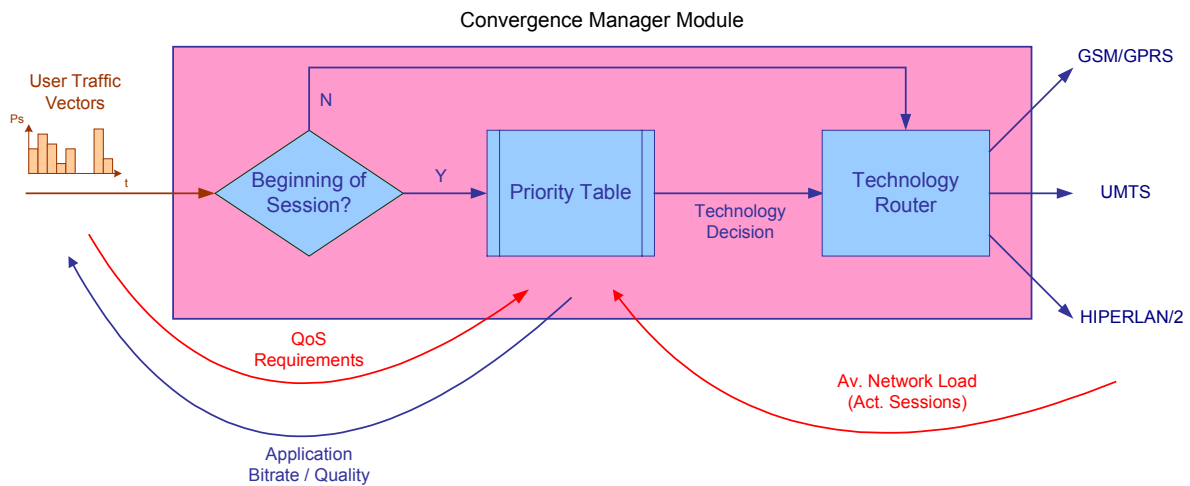 Convergence Manager Module
User Traffic
Vectors
Ps
t
N
Beginning of
Session?
Y
Priority Table
Technology
Decision
Technology
Router
GSM/GPRS
UMTS
HIPERLAN/2
QoS
Requirements
Av. Network Load
(Act. Sessions)
Application
Bitrate / Quality